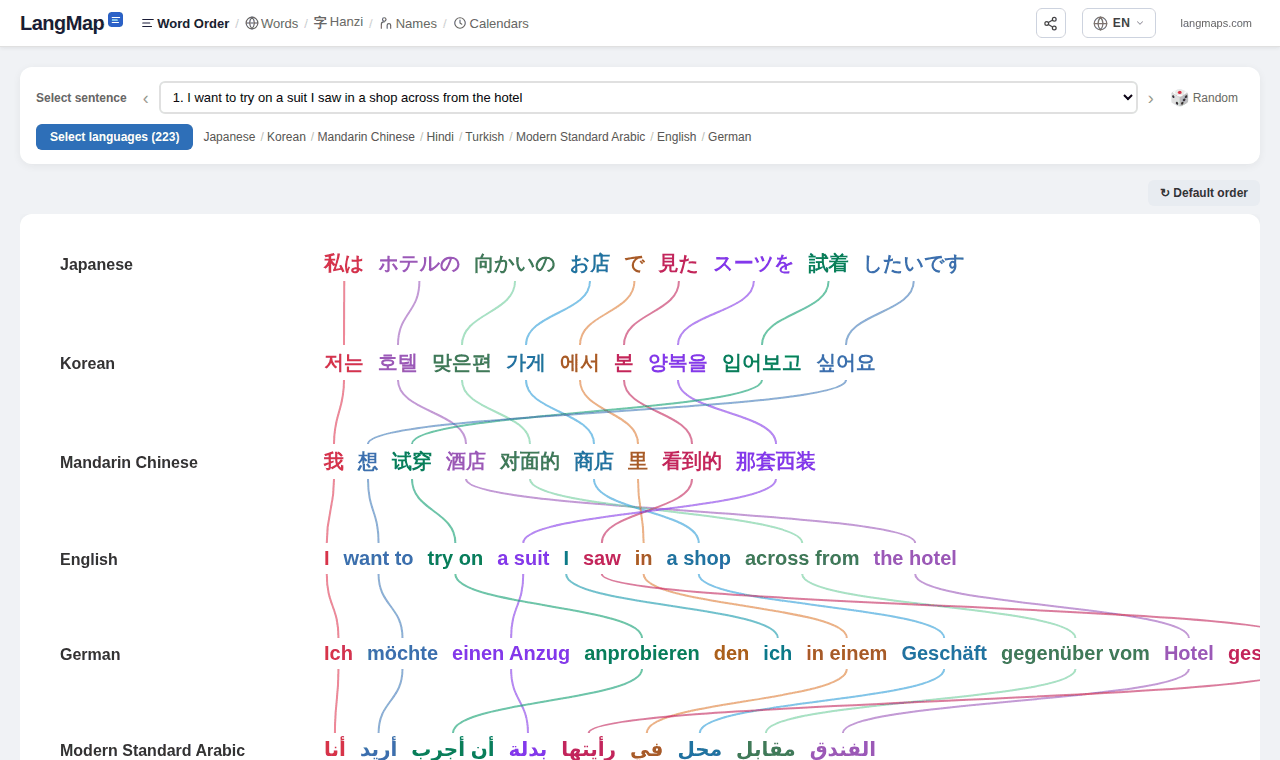 LangMap Word Order / Words / 字 Hanzi / Names / Calendars EN langmaps.com
Select sentence ‹ 1. I want to try on a suit I saw in a shop across from the hotel › 🎲 Random
Select languages (223) Japanese / Korean / Mandarin Chinese / Hindi / Turkish / Modern Standard Arabic / English / German
↻ Default order
Japanese 私は ホテルの 向かいの お店 で 見た スーツを 試着 したいです
Korean 저는 호텔 맞은편 가게 에서 본 양복을 입어보고 싶어요
Mandarin Chinese 我 想 试穿 酒店 对面的 商店 里 看到的 那套西装
English I want to try on a suit I saw in a shop across from the hotel
German Ich möchte einen Anzug anprobieren den ich in einem Geschäft gegenüber vom Hotel ges
Modern Standard Arabic أنا أريد أن أجرب بدلة رأيتها في محل مقابل الفندق